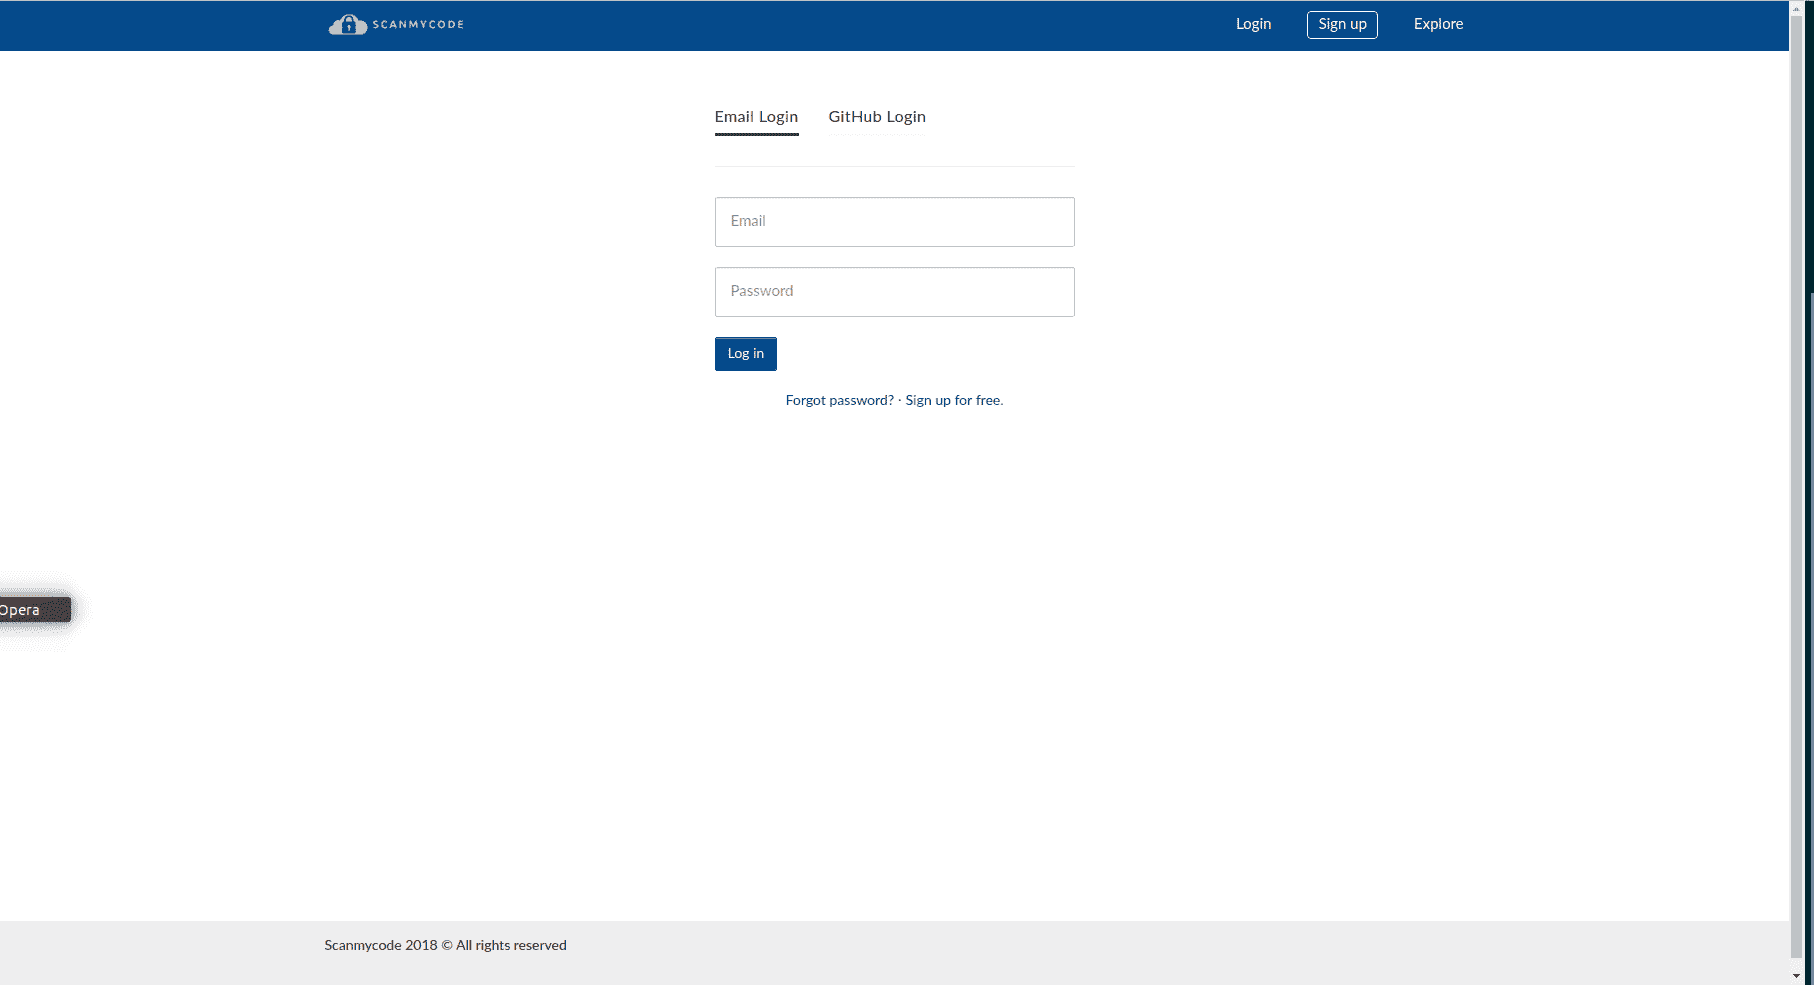 SCANMYCODE
Login
Sign up
Explore
Email Login
GitHub Login
Email
Password
Log in
Forgot password? · Sign up for free.
Opera
Scanmycode 2018 © All rights reserved